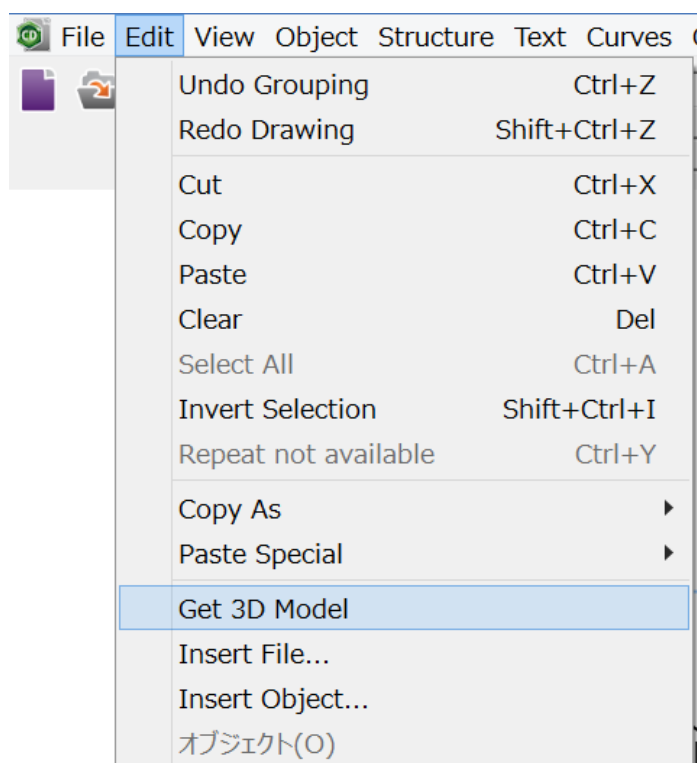 File Edit View Object Structure Text Curves
Undo Grouping Ctrl+Z
Redo Drawing Shift+Ctrl+Z
Cut Ctrl+X
Copy Ctrl+C
Paste Ctrl+V
Clear Del
Select All Ctrl+A
Invert Selection Shift+Ctrl+I
Repeat not available Ctrl+Y
Copy As
Paste Special
Get 3D Model
Insert File...
Insert Object...
オブジェクト(O)